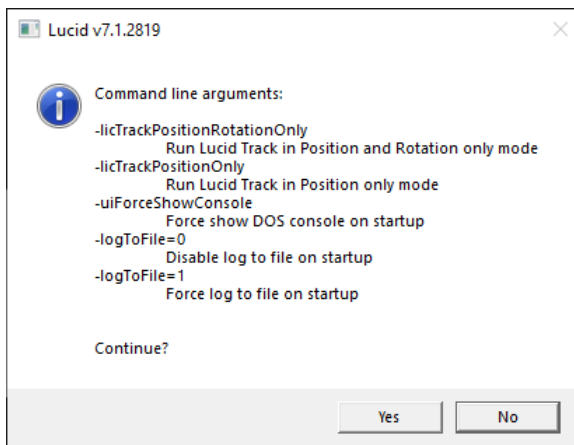 Lucid v7.1.2819
Command line arguments:
-licTrackPositionRotationOnly
Run Lucid Track in Position and Rotation only mode
-licTrackPositionOnly
Run Lucid Track in Position only mode
-uiForceShowConsole
Force show DOS console on startup
-logToFile=0
Disable log to file on startup
-logToFile=1
Force log to file on startup
Continue?
Yes No